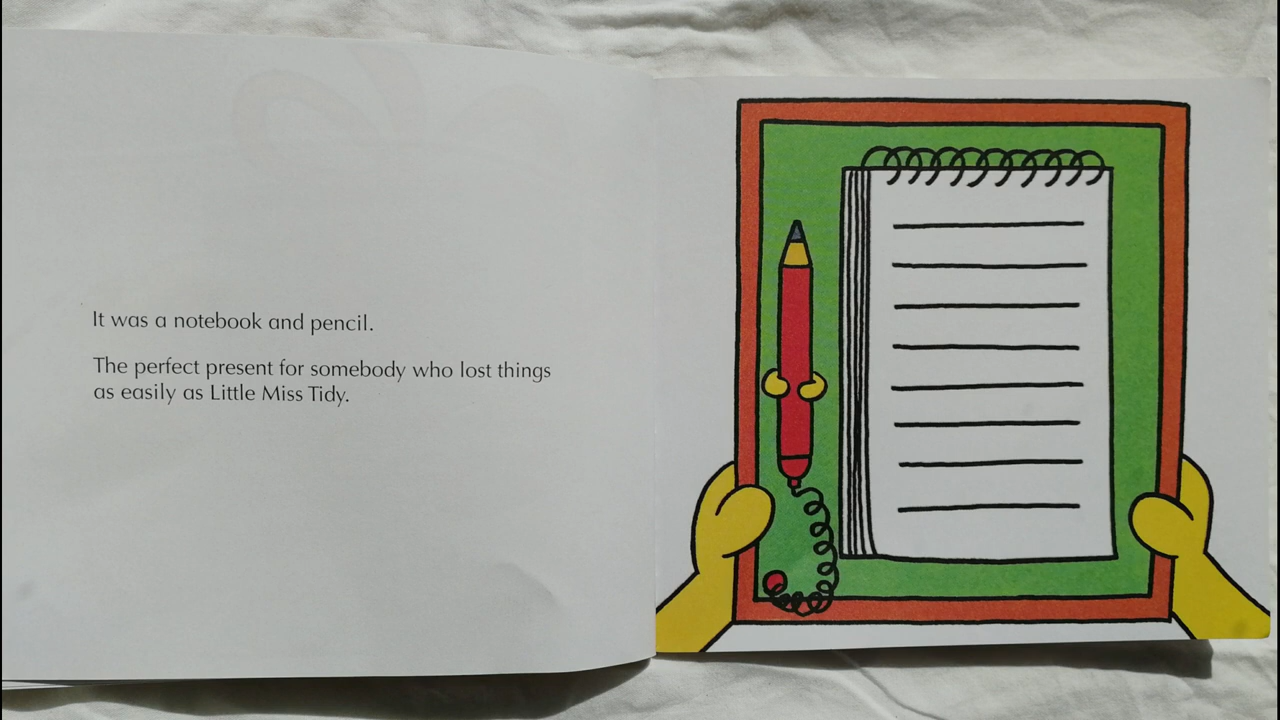 It was a notebook and pencil.
The perfect present for somebody who lost things
as easily as Little Miss Tidy.